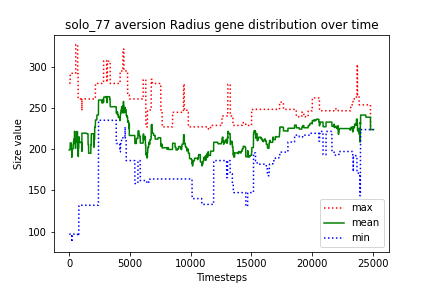 solo_77 aversion Radius gene distribution over time
Size value
300
250
200
150
100
0
5000
10000
15000
20000
25000
Timesteps
max
mean
min